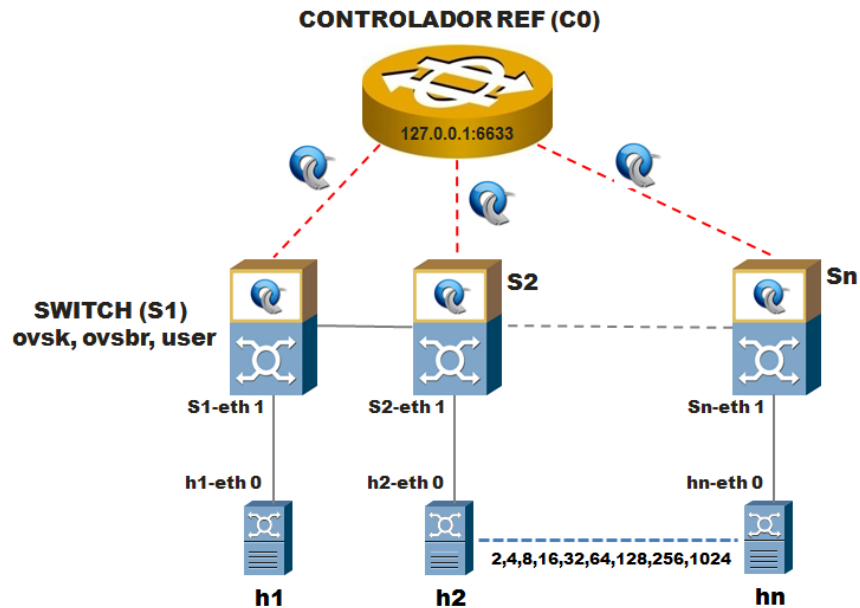 CONTROLADOR REF (C0)
127.0.0.1:6633
S2
Sn
SWITCH (S1)
ovsk, ovsbr, user
S1-eth 1
S2-eth 1
Sn-eth 1
h1-eth 0
h2-eth 0
hn-eth 0
2,4,8,16,32,64,128,256,1024
h1
h2
hn